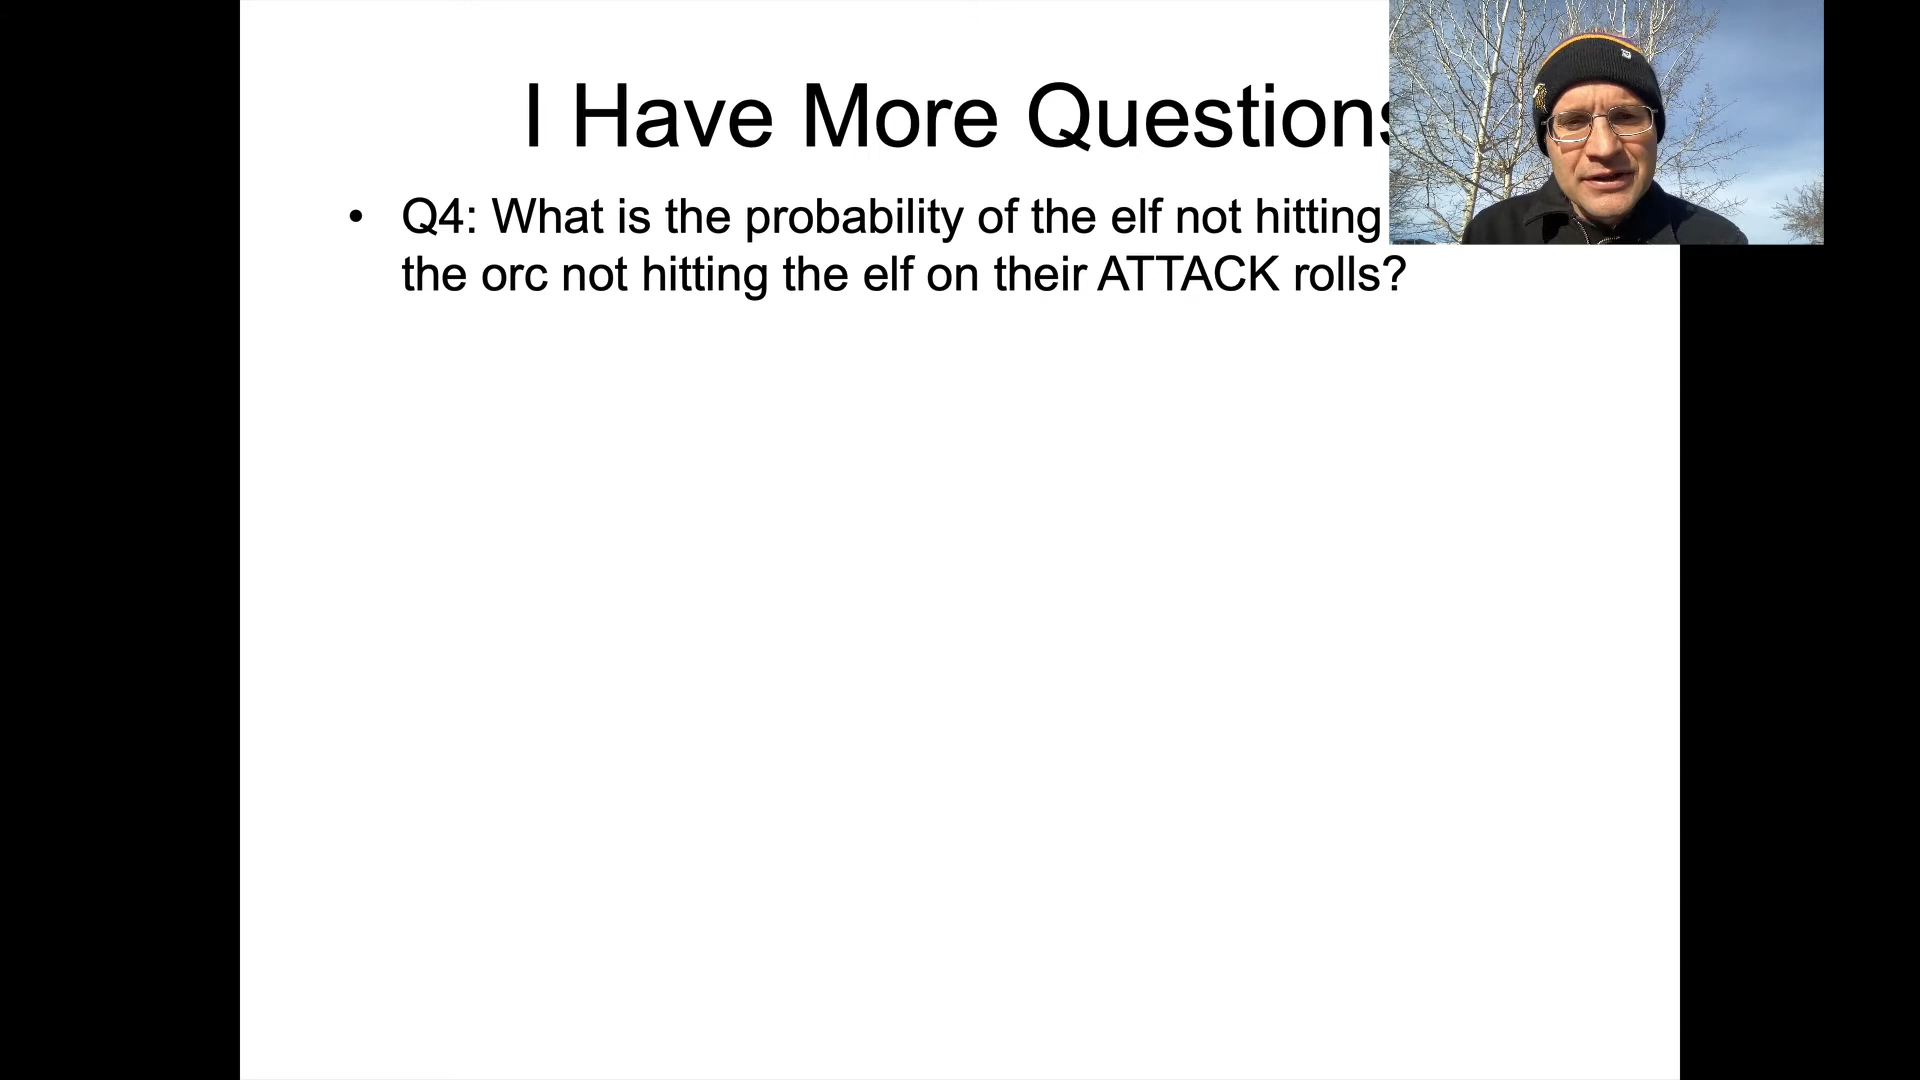 I Have More Questions
• Q4: What is the probability of the elf not hitting
the orc not hitting the elf on their ATTACK rolls?